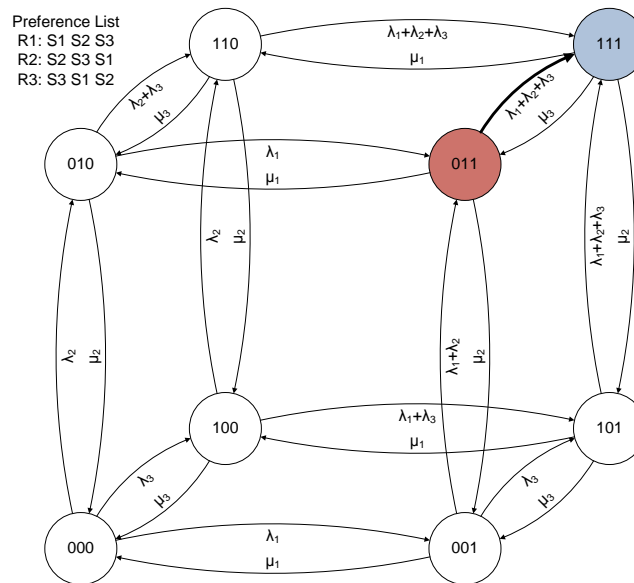 Preference List
R1: S1 S2 S3
R2: S2 S3 S1
R3: S3 S1 S2
110
λ₁+λ₂+λ₃
μ₁
111
λ₂+λ₃
μ₃
λ₁+λ₂+λ₃
μ₃
010
λ₁
μ₁
011
λ₂
μ₂
λ₁+λ₂+λ₃
μ₂
λ₂
μ₂
λ₁+λ₂
μ₂
100
λ₁+λ₃
μ₁
101
λ₃
μ₃
λ₃
μ₃
000
λ₁
μ₁
001